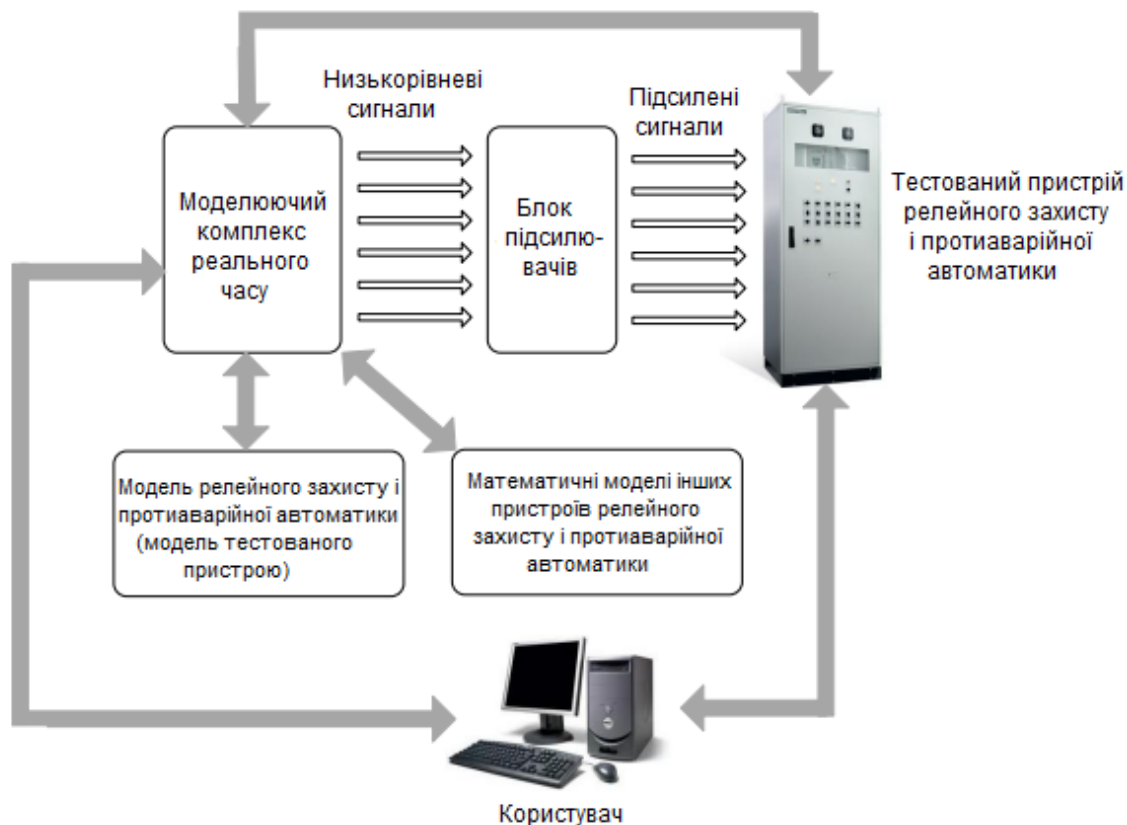 Низькорівневі
сигнали
Підсилені
сигнали
Моделюючий
комплекс
реального
часу
Блок
підсилю-
вачів
Тестований пристрій
релейного захисту
і протиаварійної
автоматики
Модель релейного захисту і
протиаварійної автоматики
(модель тестованого
пристрою)
Математичні моделі інших
пристроїв релейного
захисту і протиаварійної
автоматики
Користувач